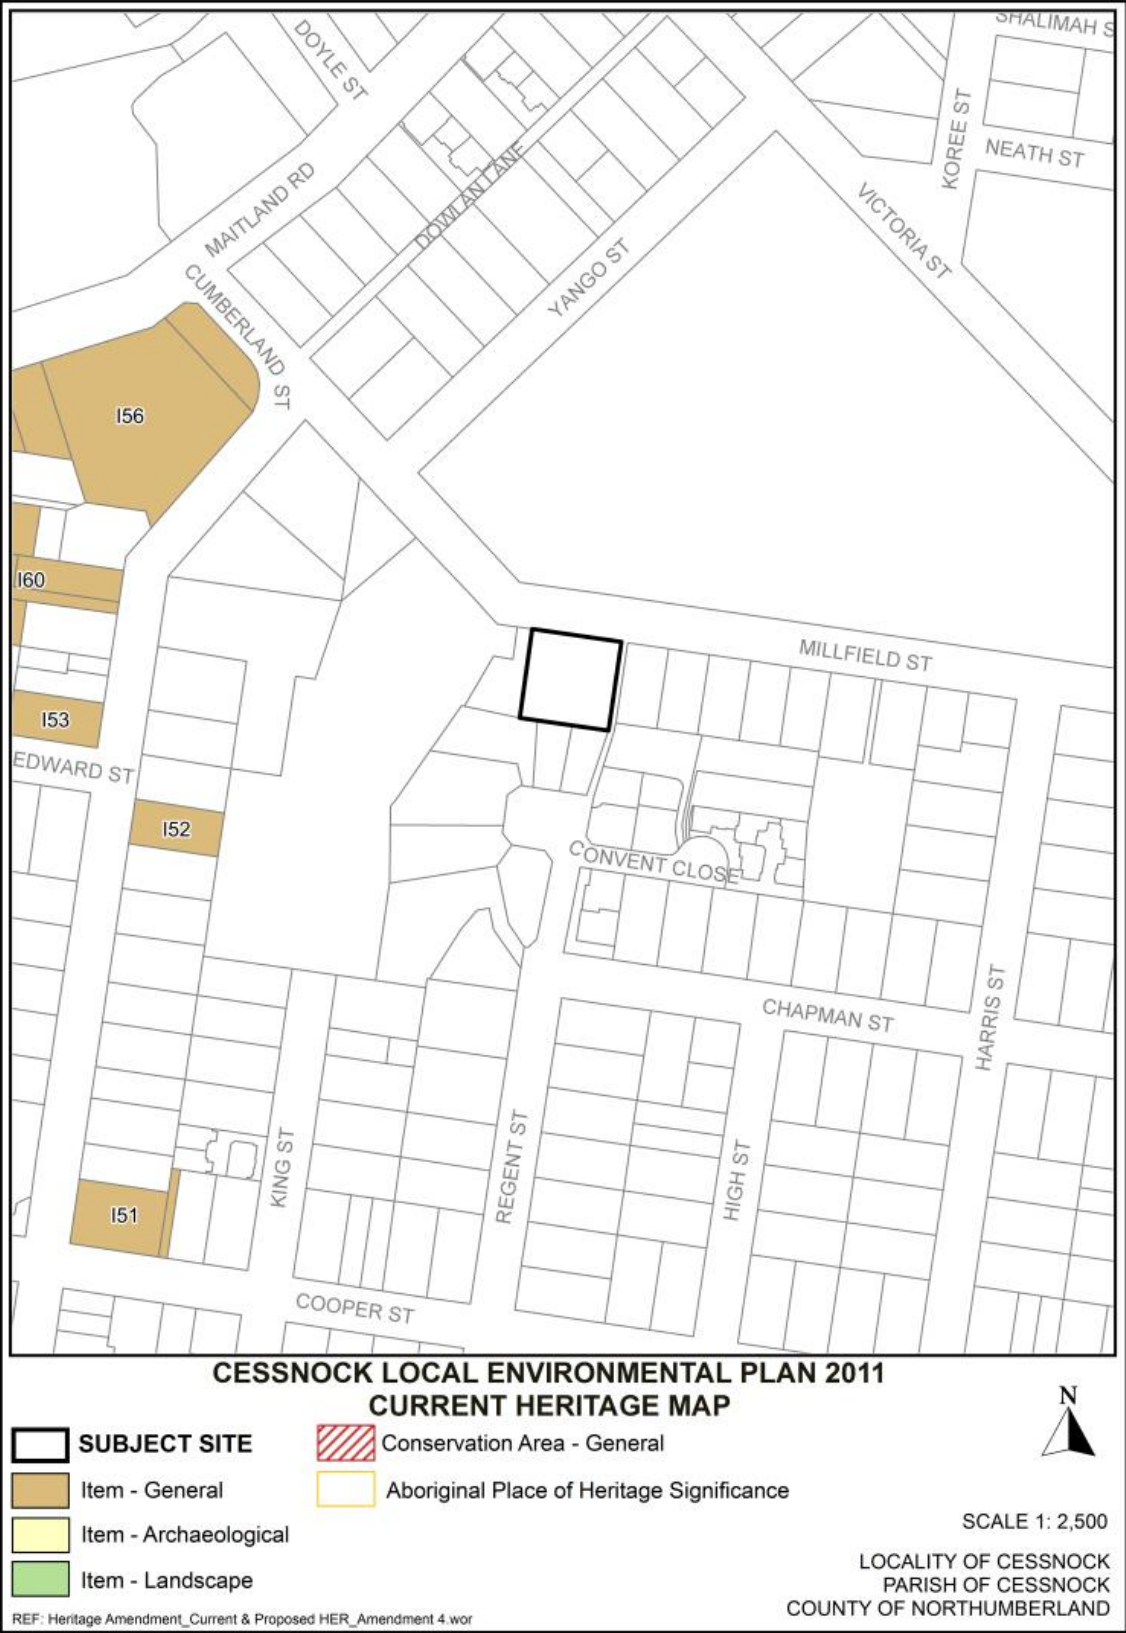 SHALIMAH S
DOYLE ST
KOREE ST
NEATH ST
DOWLAN LANE
MAITLAND RD
VICTORIA ST
YANGO ST
CUMBERLAND ST
I56
I60
MILLFIELD ST
I53
EDWARD ST
I52
CONVENT CLOSE
CHAPMAN ST
HARRIS ST
KING ST
REGENT ST
HIGH ST
I51
COOPER ST
CESSNOCK LOCAL ENVIRONMENTAL PLAN 2011
CURRENT HERITAGE MAP
N
SUBJECT SITE
Conservation Area - General
Item - General
Aboriginal Place of Heritage Significance
Item - Archaeological
Item - Landscape
SCALE 1: 2,500
LOCALITY OF CESSNOCK
PARISH OF CESSNOCK
COUNTY OF NORTHUMBERLAND
REF: Heritage Amendment_Current & Proposed HER_Amendment 4.wor